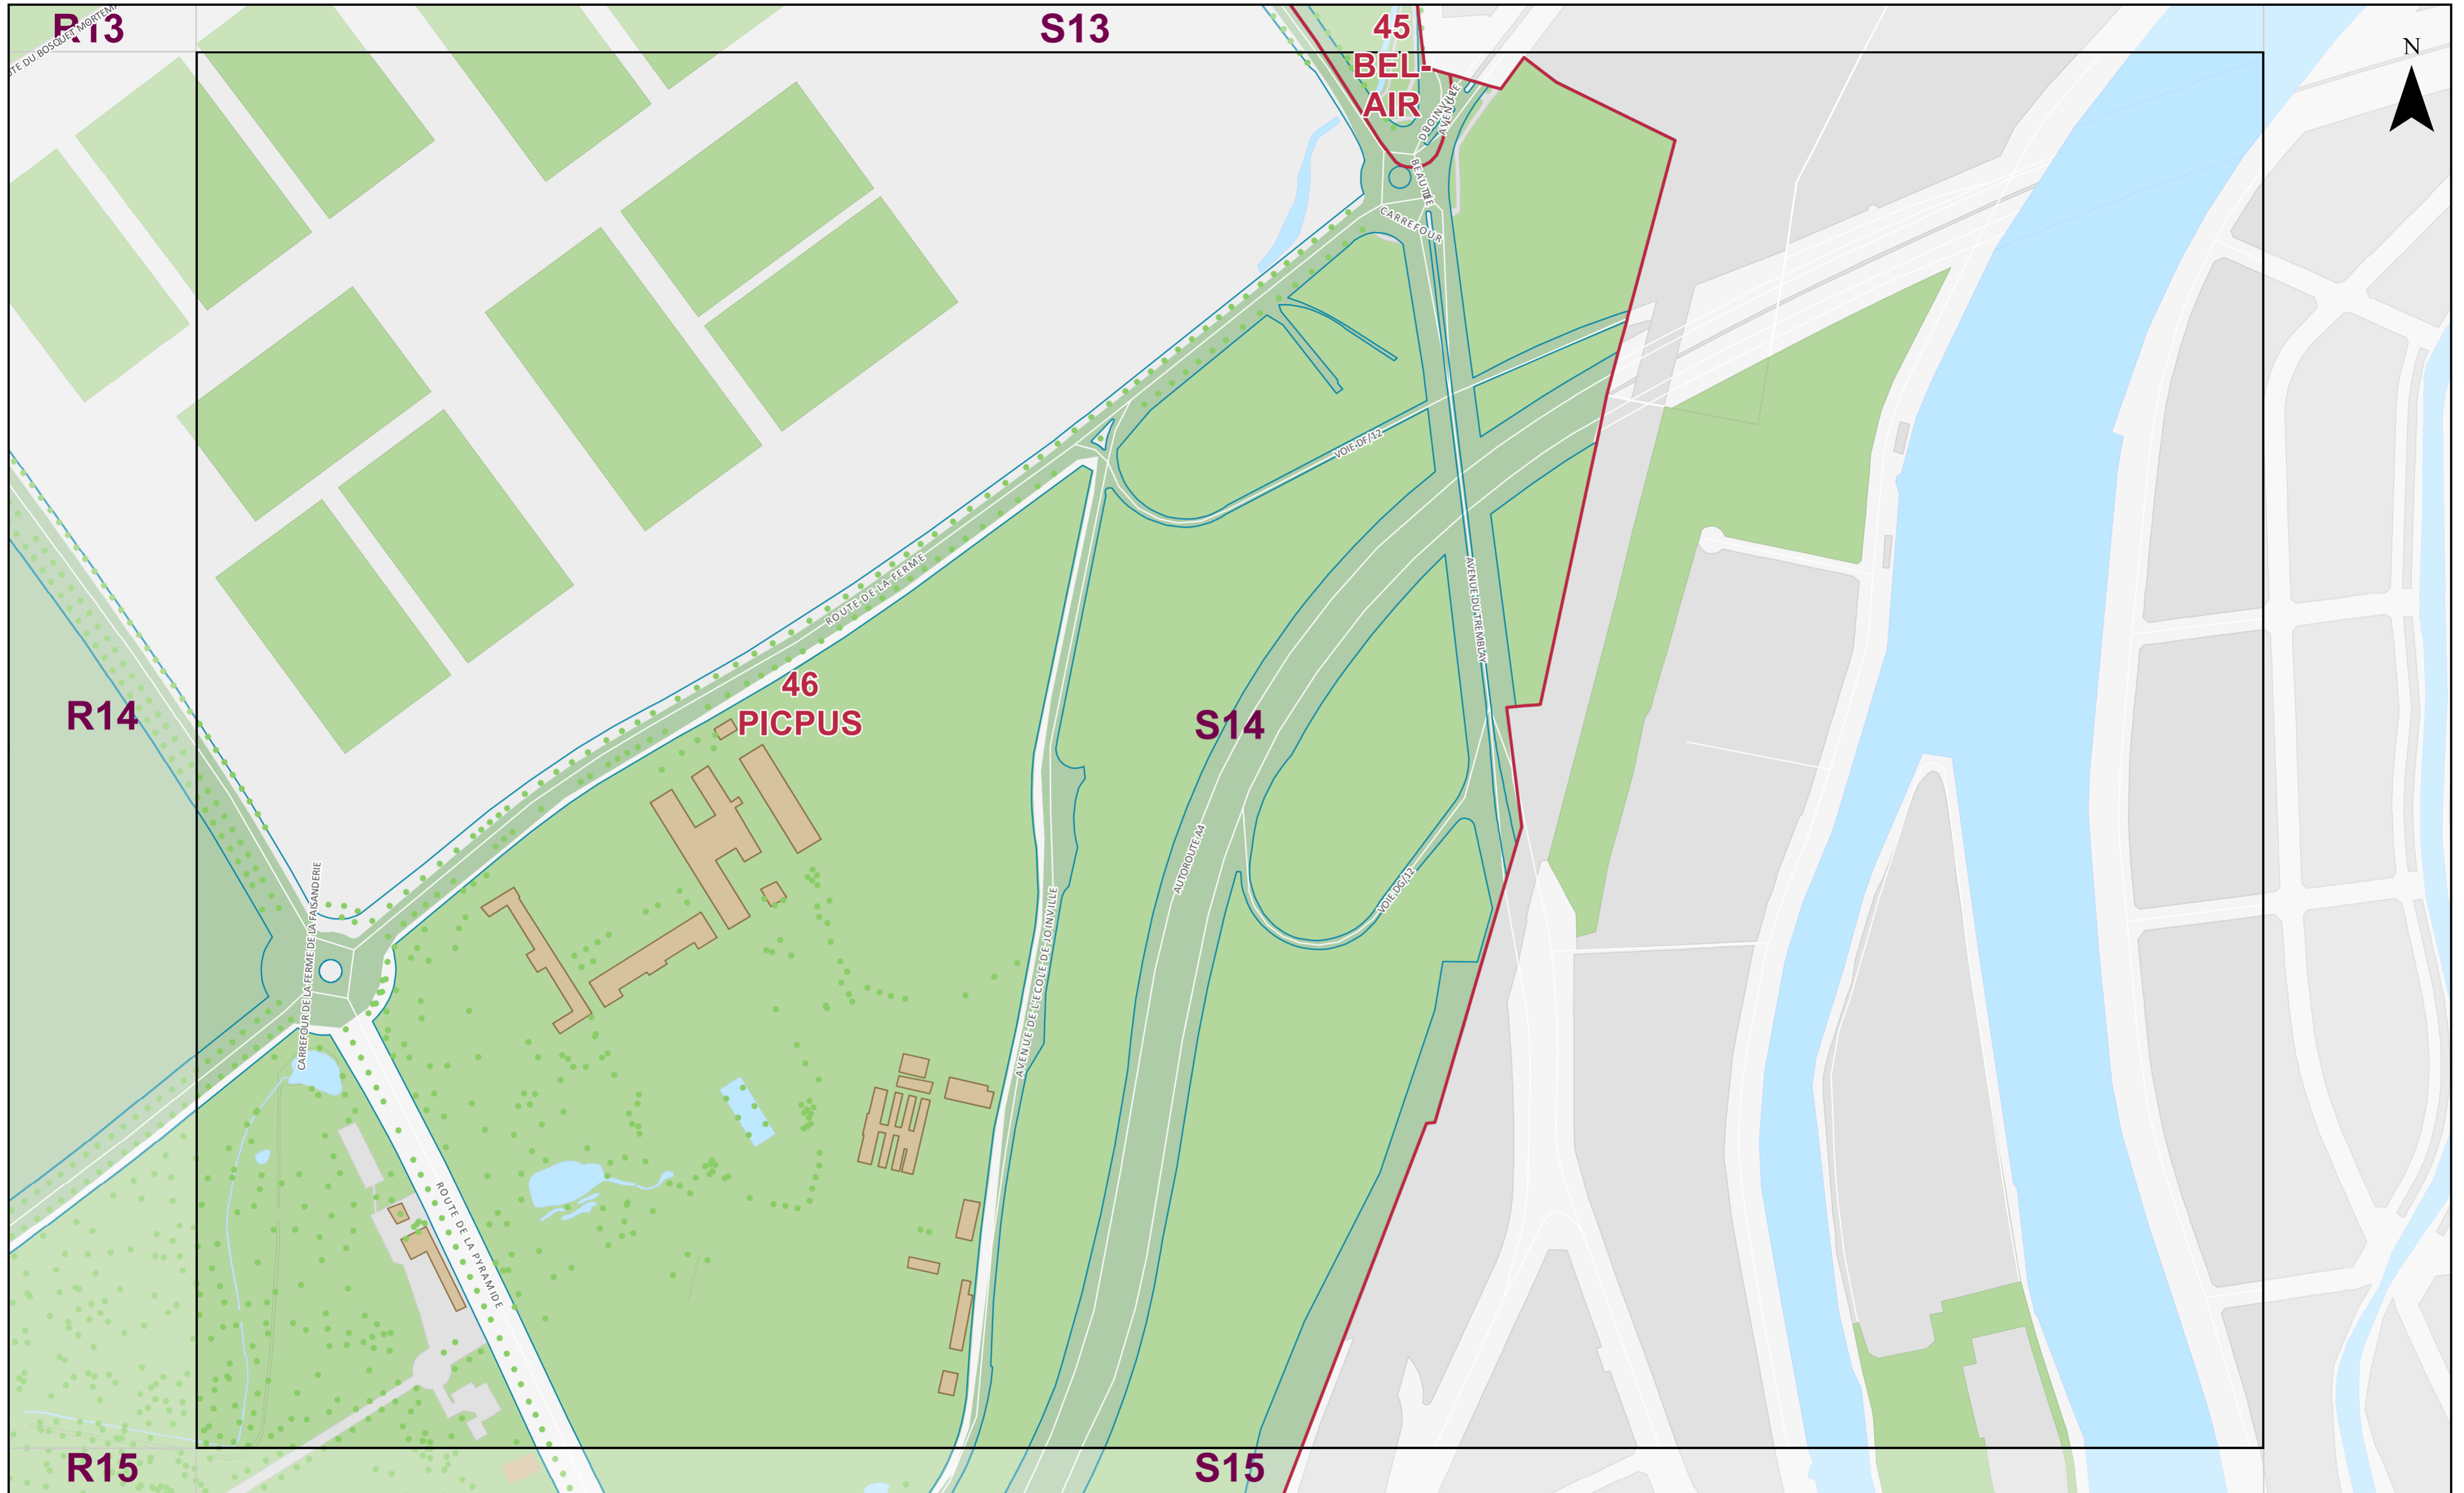 R13
S13
45
BEL-
AIR
N
AVENUE
BEAUTE
CARREFOUR
VOIE DF/12
ROUTE DE LA FERME
AVENUE DU TREMBLAY
46
PICPUS
R14
S14
AUTOROUTE A4
VOIE DG/12
CARREFOUR DE LA FERME DE LA FAISANDERIE
AVENUE DE L'ECOLE DE JOINVILLE
ROUTE DE LA PYRAMIDE
R15
S15